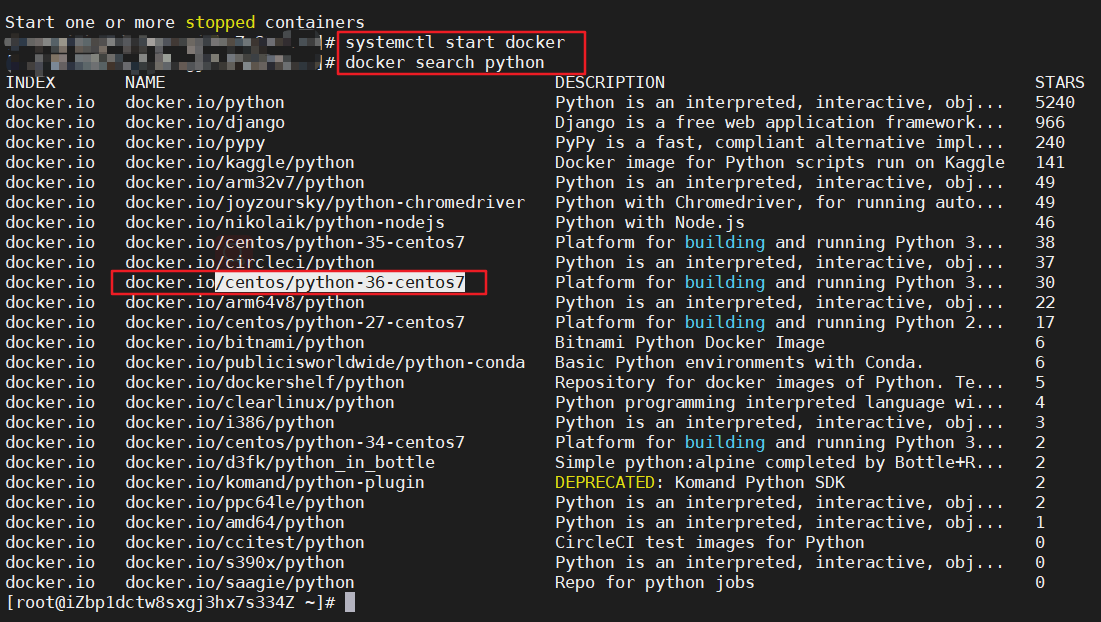 Start one or more stopped containers
]# systemctl start docker
[ ]# docker search python
INDEX NAME DESCRIPTION STARS
docker.io docker.io/python Python is an interpreted, interactive, obj... 5240
docker.io docker.io/django Django is a free web application framework... 966
docker.io docker.io/pypy PyPy is a fast, compliant alternative impl... 240
docker.io docker.io/kaggle/python Docker image for Python scripts run on Kaggle 141
docker.io docker.io/arm32v7/python Python is an interpreted, interactive, obj... 49
docker.io docker.io/joyzoursky/python-chromedriver Python with Chromedriver, for running auto... 49
docker.io docker.io/nikolaik/python-nodejs Python with Node.js 46
docker.io docker.io/centos/python-35-centos7 Platform for building and running Python 3... 38
docker.io docker.io/circleci/python Python is an interpreted, interactive, obj... 37
docker.io docker.io/centos/python-36-centos7 Platform for building and running Python 3... 30
docker.io docker.io/arm64v8/python Python is an interpreted, interactive, obj... 22
docker.io docker.io/centos/python-27-centos7 Platform for building and running Python 2... 17
docker.io docker.io/bitnami/python Bitnami Python Docker Image 6
docker.io docker.io/publicisworldwide/python-conda Basic Python environments with Conda. 6
docker.io docker.io/dockershelf/python Repository for docker images of Python. Te... 5
docker.io docker.io/clearlinux/python Python programming interpreted language wi... 4
docker.io docker.io/i386/python Python is an interpreted, interactive, obj... 3
docker.io docker.io/centos/python-34-centos7 Platform for building and running Python 3... 2
docker.io docker.io/d3fk/python_in_bottle Simple python:alpine completed by Bottle+R... 2
docker.io docker.io/komand/python-plugin DEPRECATED: Komand Python SDK 2
docker.io docker.io/ppc64le/python Python is an interpreted, interactive, obj... 2
docker.io docker.io/amd64/python Python is an interpreted, interactive, obj... 1
docker.io docker.io/ccitest/python CircleCI test images for Python 0
docker.io docker.io/s390x/python Python is an interpreted, interactive, obj... 0
docker.io docker.io/saagie/python Repo for python jobs 0
[root@iZbp1dctw8sxgj3hx7s334Z ~]#